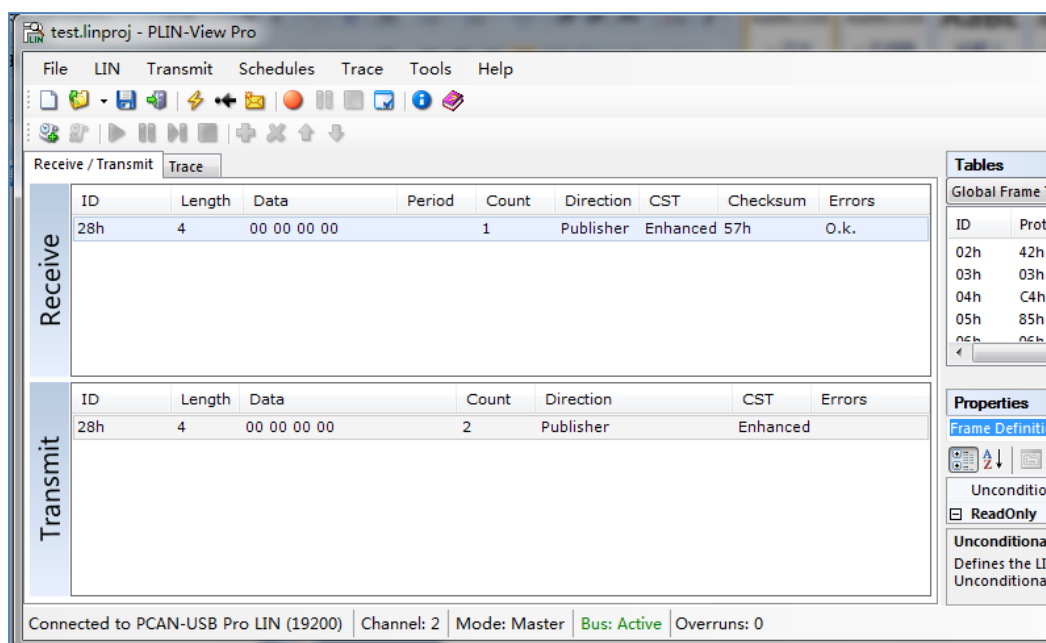 test.linproj - PLIN-View Pro
File LIN Transmit Schedules Trace Tools Help
Receive / Transmit Trace
Receive
ID Length Data Period Count Direction CST Checksum Errors
28h 4 00 00 00 00 1 Publisher Enhanced 57h O.k.
Transmit
ID Length Data Count Direction CST Errors
28h 4 00 00 00 00 2 Publisher Enhanced
Tables
Global Frame
ID Prot
02h 42h
03h 03h
04h C4h
05h 85h
06h 06h
Properties
Frame Definiti
Unconditio
ReadOnly
Unconditiona
Defines the LI
Unconditiona
Connected to PCAN-USB Pro LIN (19200) Channel: 2 Mode: Master Bus: Active Overruns: 0